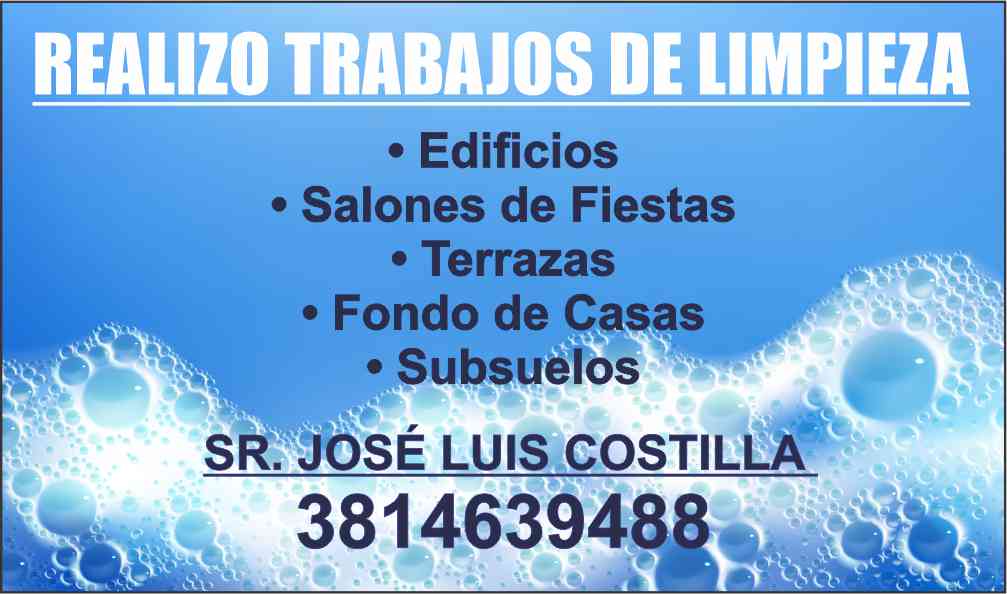 REALIZO TRABAJOS DE LIMPIEZA
• Edificios
• Salones de Fiestas
• Terrazas
• Fondo de Casas
• Subsuelos
SR. JOSÉ LUIS COSTILLA
3814639488